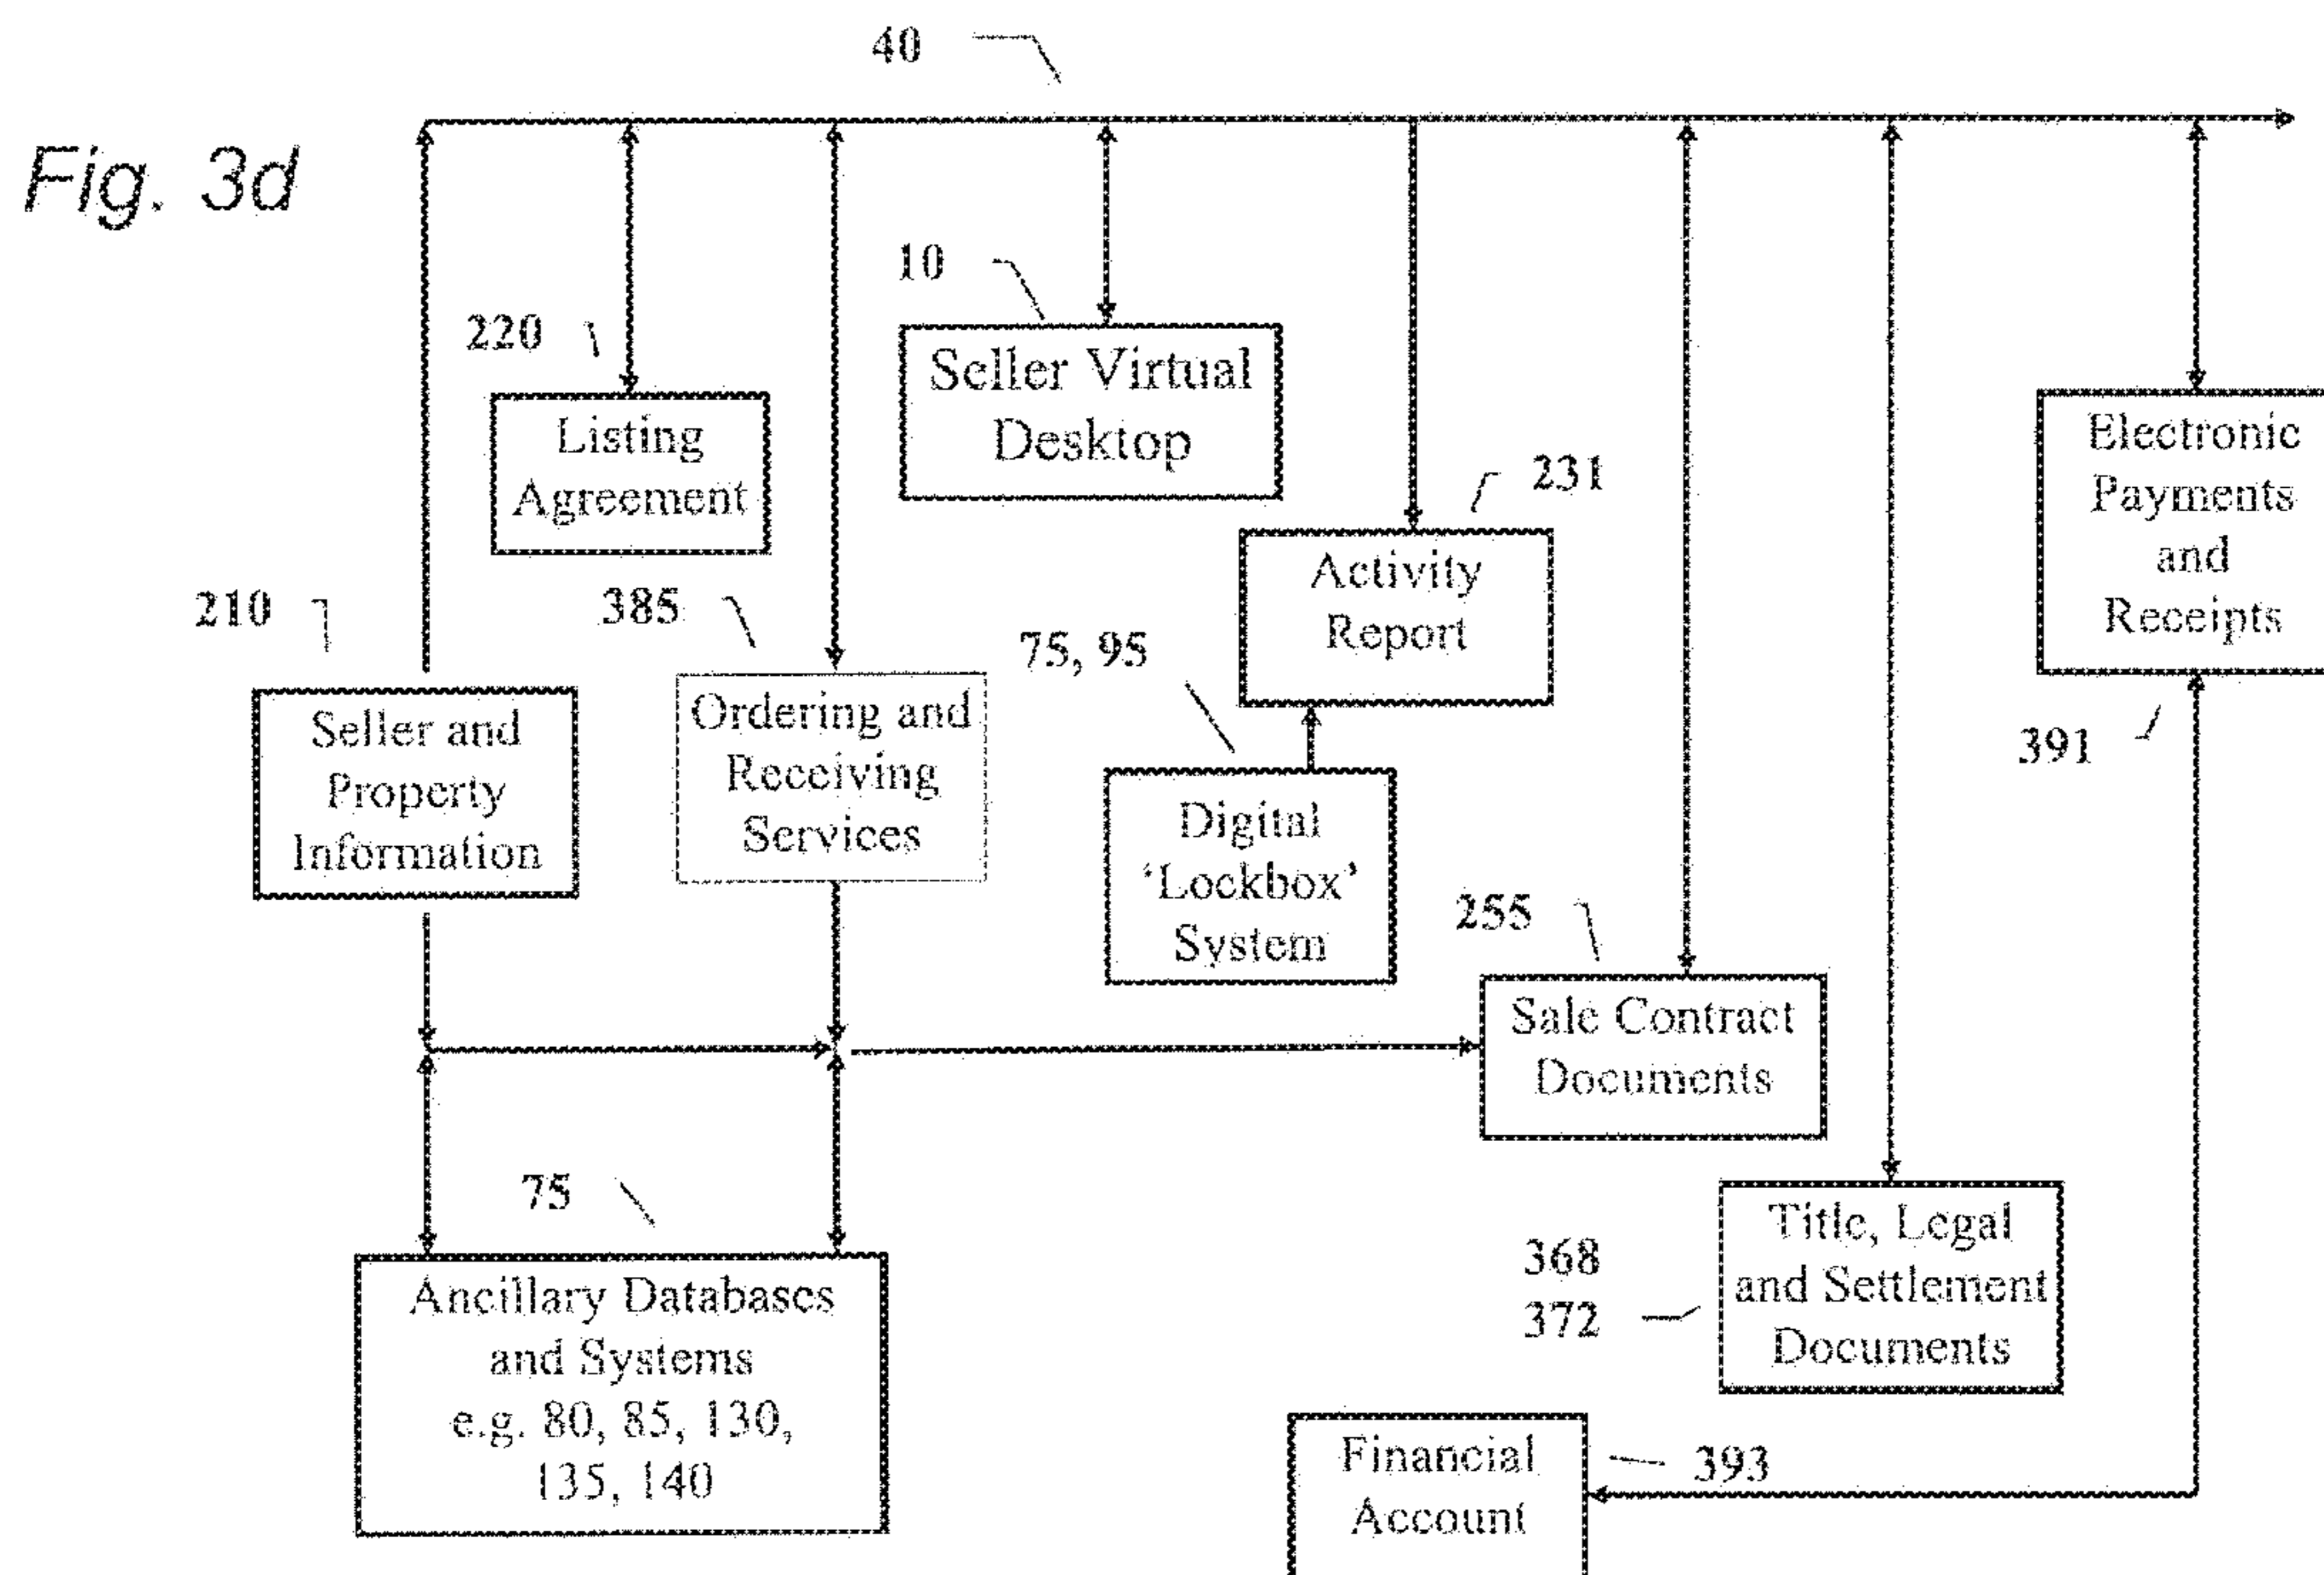 40
Fig. 3d
10
220
Seller Virtual
Desktop
Listing
Agreement
Electronic
Payments
and
Receipts
231
Activity
Report
210
385
75, 95
Seller and
Property
Information
Ordering and
Receiving
Services
391
Digital
‘Lockbox’
System
255
Sale Contract
Documents
75
Ancillary Databases
and Systems
e.g. 80, 85, 130,
135, 140
368
372
Title, Legal
and Settlement
Documents
Financial
Account
393